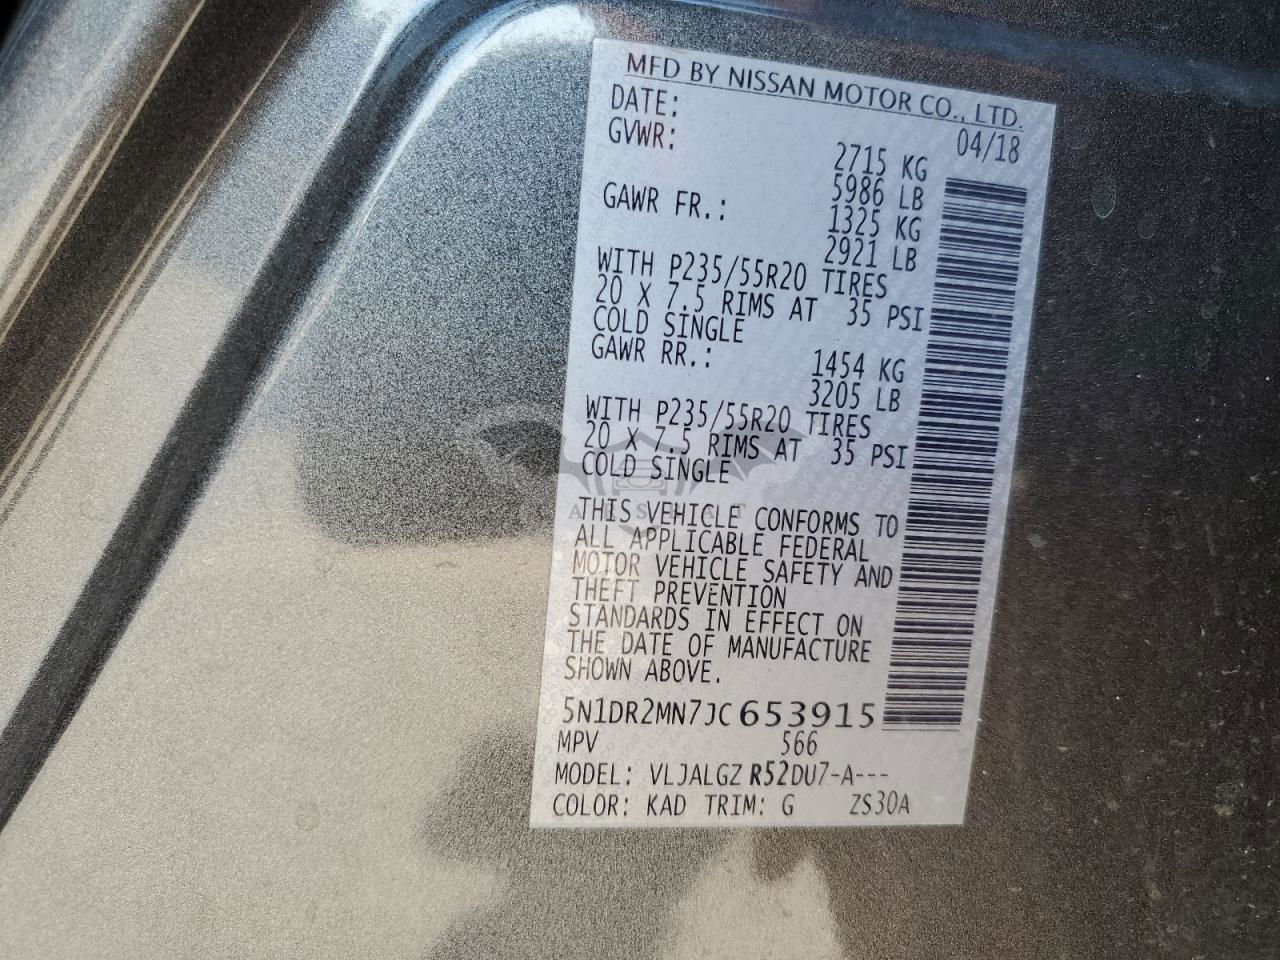 MFD BY NISSAN MOTOR CO., LTD.
DATE: 04/18
GVWR: 2715 KG
5986 LB
GAWR FR.: 1325 KG
2921 LB
WITH P235/55R20 TIRES
20 X 7.5 RIMS AT 35 PSI
COLD SINGLE
GAWR RR.: 1454 KG
3205 LB
WITH P235/55R20 TIRES
20 X 7.5 RIMS AT 35 PSI
COLD SINGLE
THIS VEHICLE CONFORMS TO
ALL APPLICABLE FEDERAL
MOTOR VEHICLE SAFETY AND
THEFT PREVENTION
STANDARDS IN EFFECT ON
THE DATE OF MANUFACTURE
SHOWN ABOVE.
5N1DR2MN7JC653915
MPV 566
MODEL: VLJALGZ R52DU7-A---
COLOR: KAD TRIM: G ZS30A